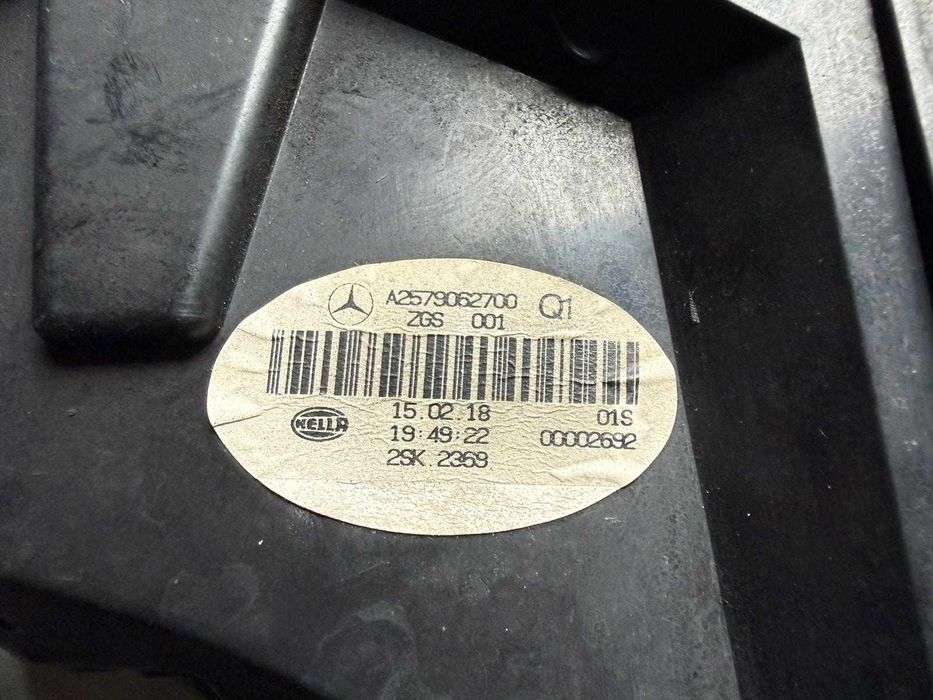 A2579062700 Q1
ZGS 001
15.02.18 01S
HELLA 19:49:22 00002692
2SK.2369